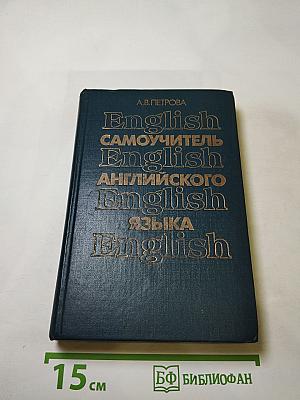 А.В.ПЕТРОВА
English
САМОУЧИТЕЛЬ
English
АНГЛИЙСКОГО
English
ЯЗЫКА
English
15 см
БФ БИБЛИОФАН